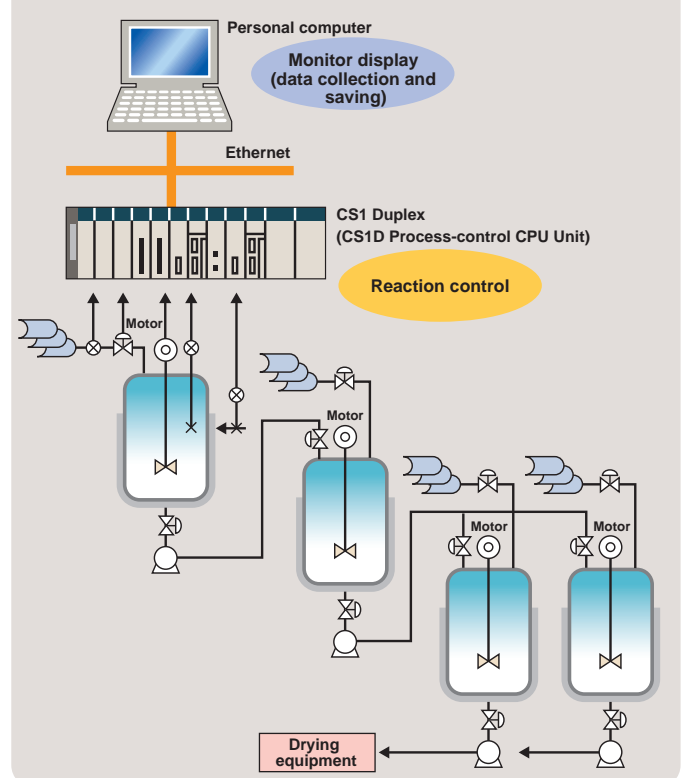 Personal computer
Monitor display
(data collection and
saving)
Ethernet
CS1 Duplex
(CS1D Process-control CPU Unit)
Reaction control
Motor
Motor
Motor
Motor
Drying
equipment